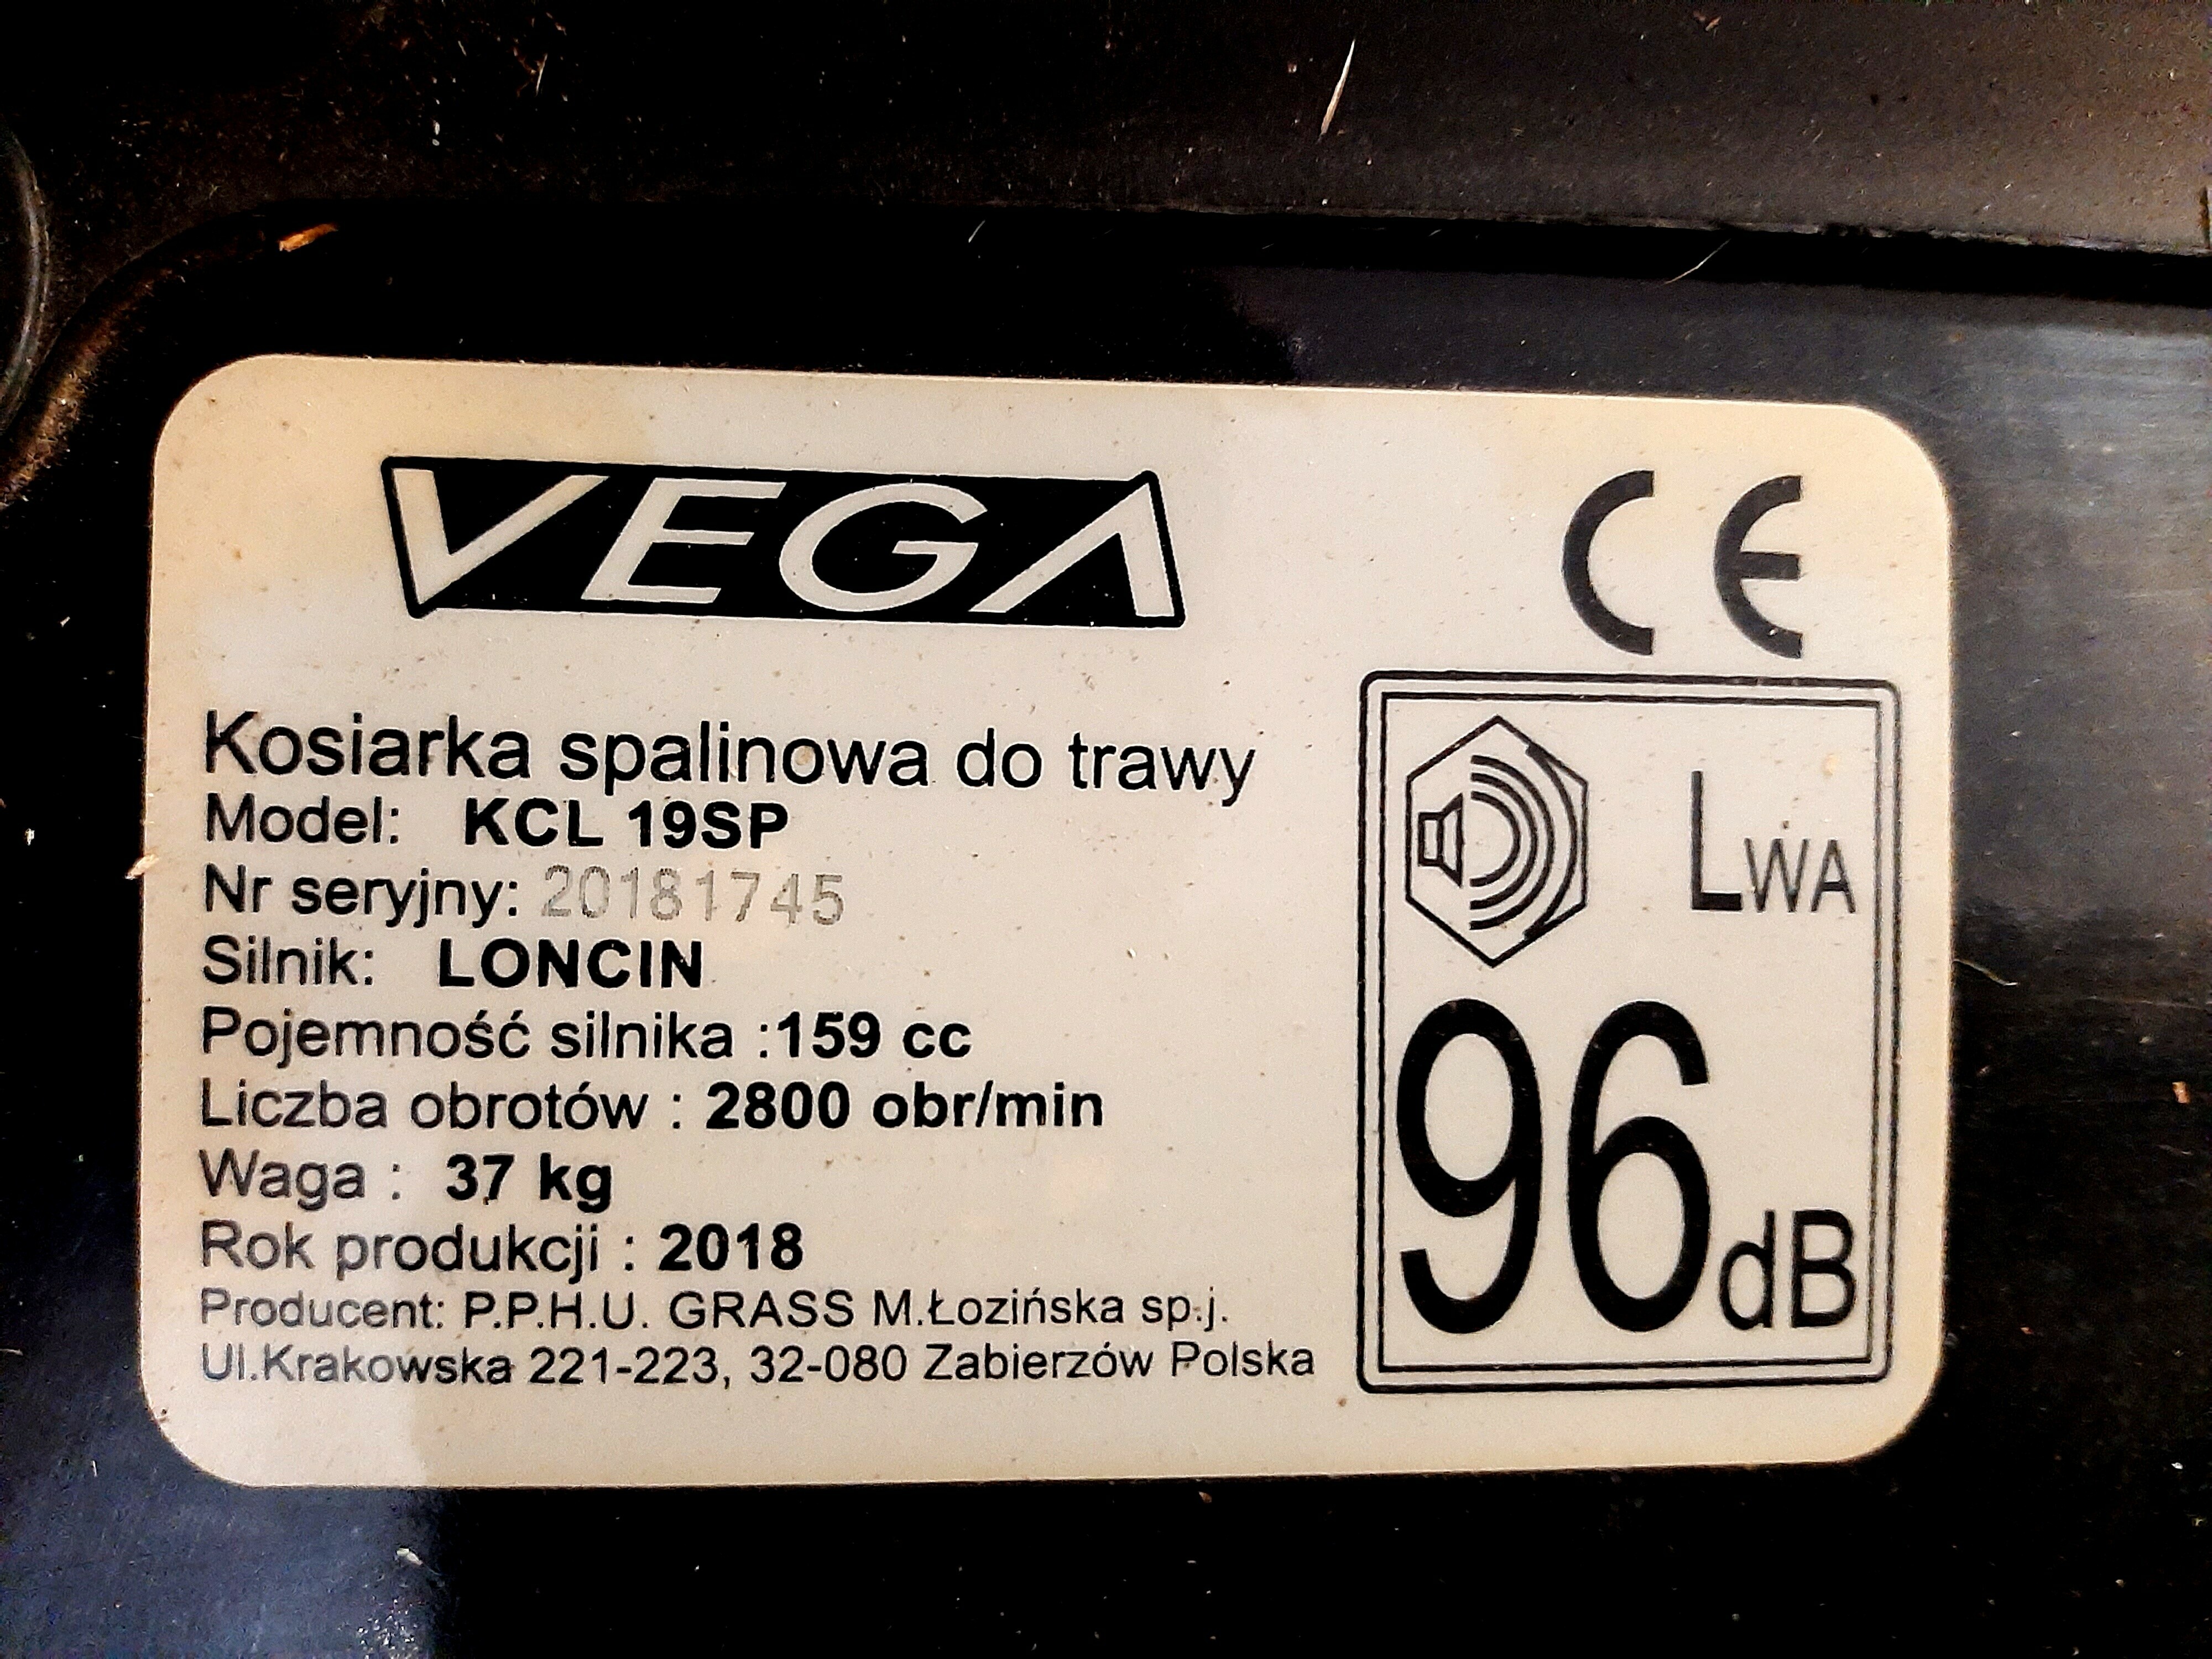 VEGA
CE
Kosiarka spalinowa do trawy
Model: KCL 19SP
Nr seryjny: 20181745
Silnik: LONCIN
Pojemność silnika :159 cc
Liczba obrotów : 2800 obr/min
Waga : 37 kg
Rok produkcji : 2018
Producent: P.P.H.U. GRASS M.Łozińska sp.j.
Ul.Krakowska 221-223, 32-080 Zabierzów Polska
LWA
96dB